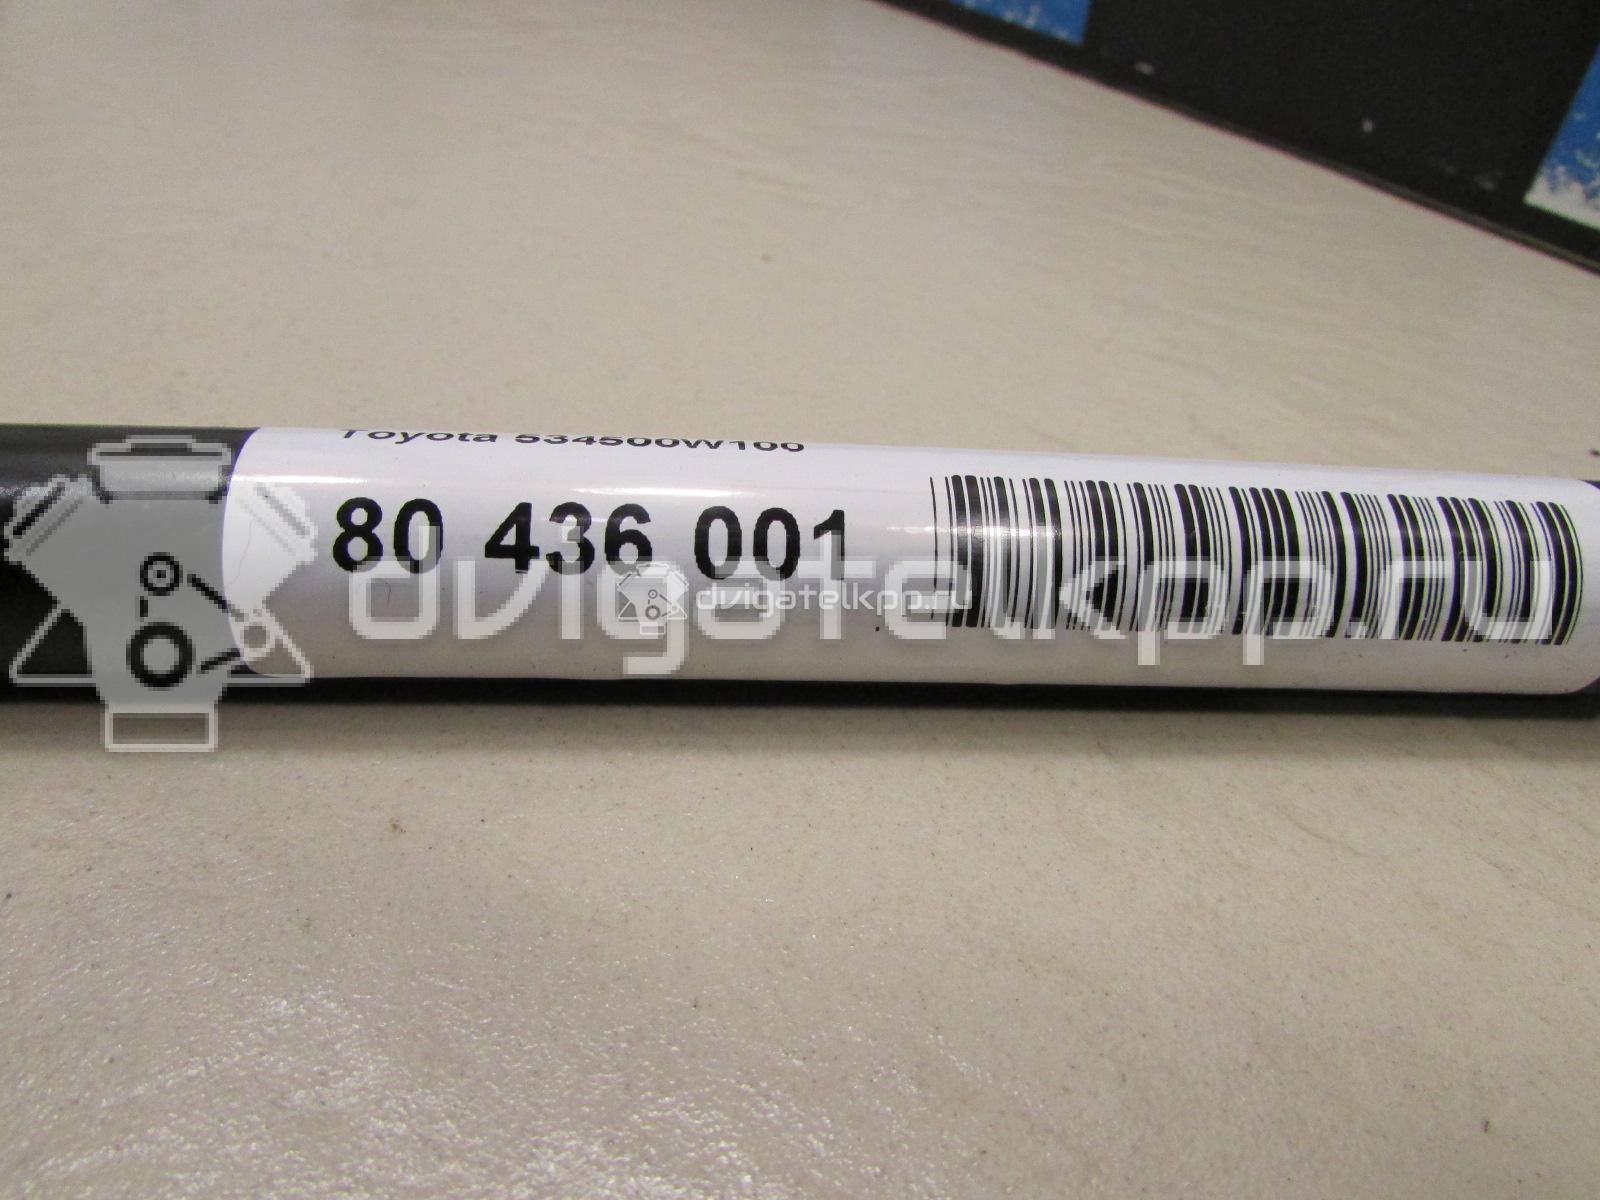 Toyota 534500W100
80 436 001
dvigatelkpp.ru
dvigatelkpp.ru